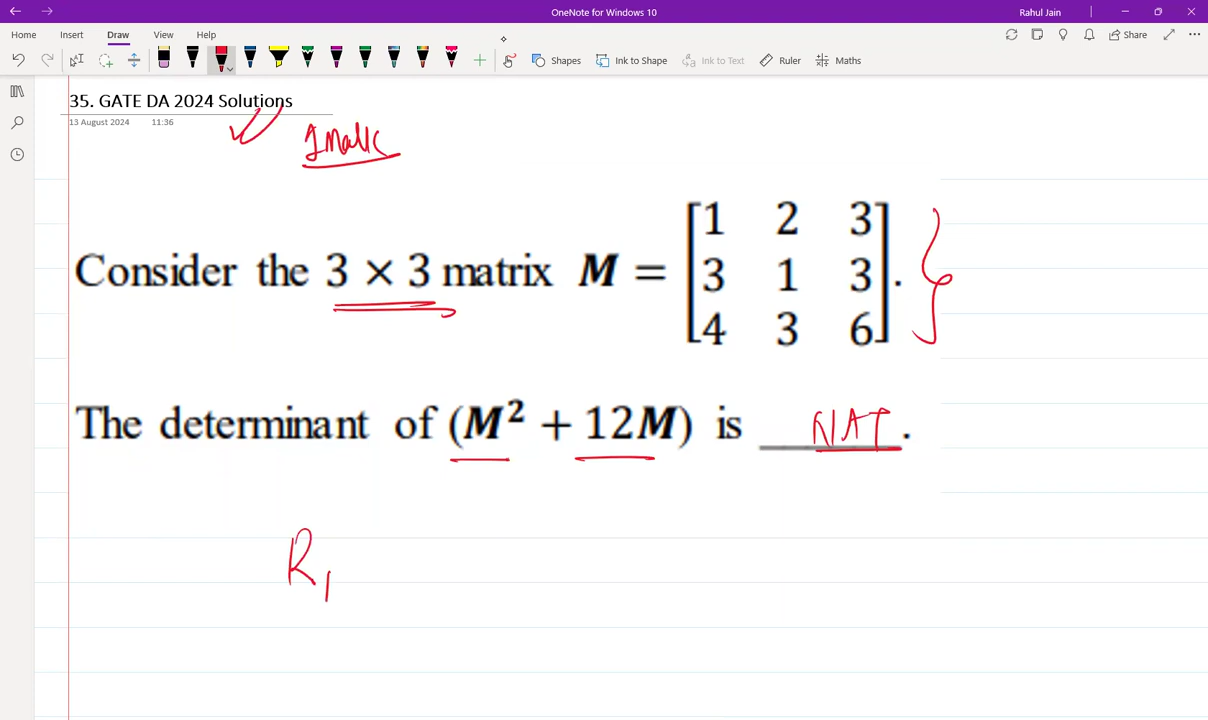 OneNote for Windows 10
Rahul Jain
Home Insert Draw View Help
Share
Shapes Ink to Shape Ink to Text Ruler Maths
35. GATE DA 2024 Solutions
13 August 2024 11:36
1 Mark
Consider the 3 × 3 matrix M = [1 2 3
3 1 3
4 3 6].
The determinant of (M² + 12M) is NAT.
R₁